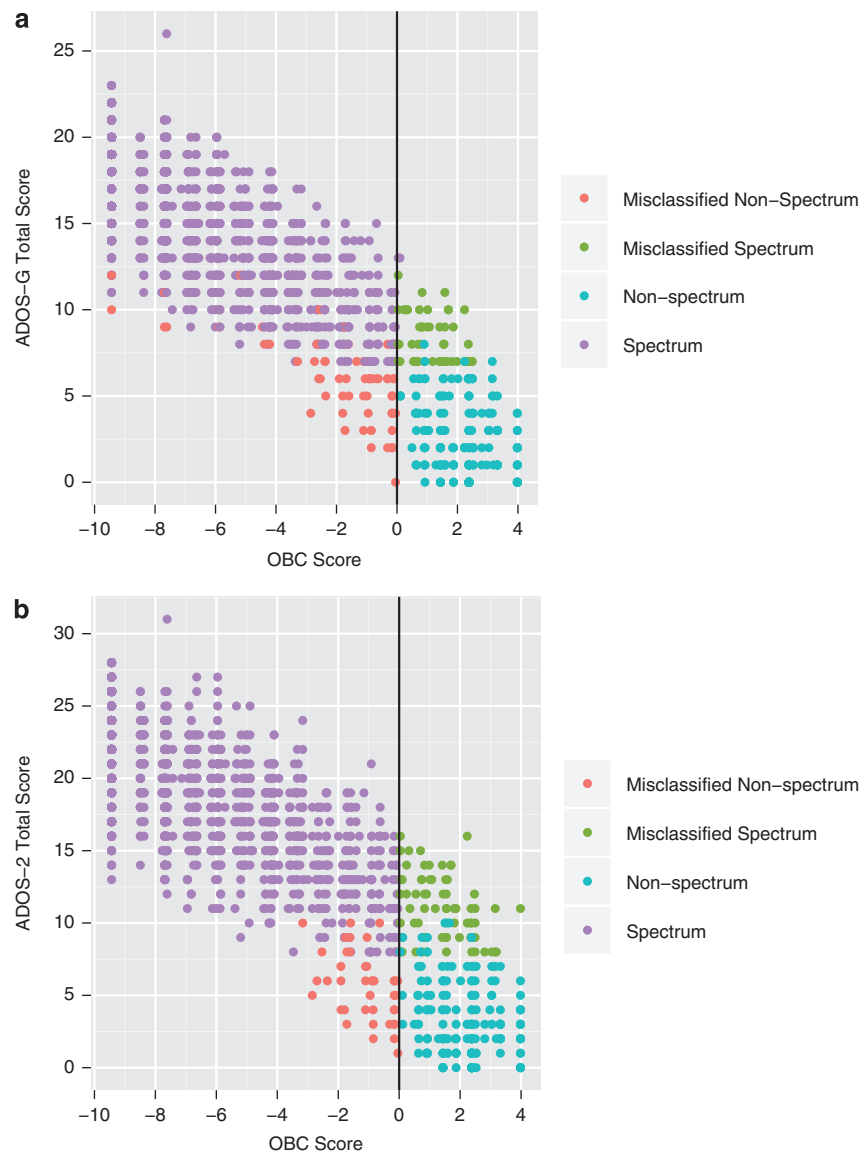 a
25
20
15
10
5
0
ADOS–G Total Score
–10 –8 –6 –4 –2 0 2 4
OBC Score
Misclassified Non–Spectrum
Misclassified Spectrum
Non–spectrum
Spectrum
b
30
25
20
15
10
5
0
ADOS–2 Total Score
–10 –8 –6 –4 –2 0 2 4
OBC Score
Misclassified Non–spectrum
Misclassified Spectrum
Non–spectrum
Spectrum